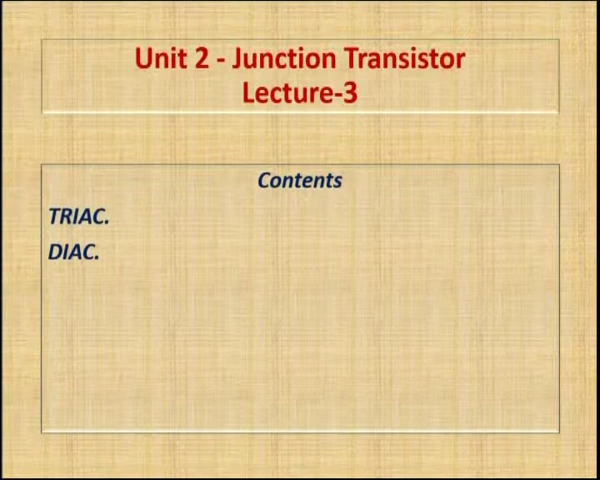 Unit 2 - Junction Transistor
Lecture-3
Contents
TRIAC.
DIAC.